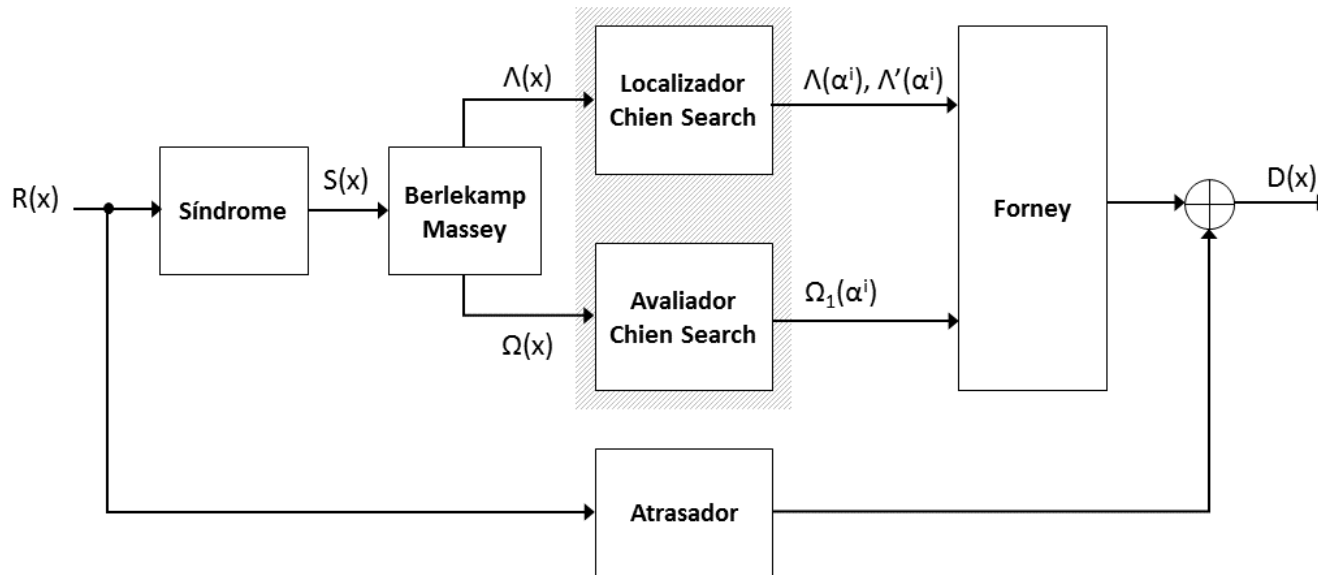 Λ(x)
Localizador
Chien Search
Λ(αⁱ), Λ’(αⁱ)
R(x)
Síndrome
S(x)
Berlekamp
Massey
Forney
D(x)
Ω(x)
Avaliador
Chien Search
Ω₁(αⁱ)
Atrasador